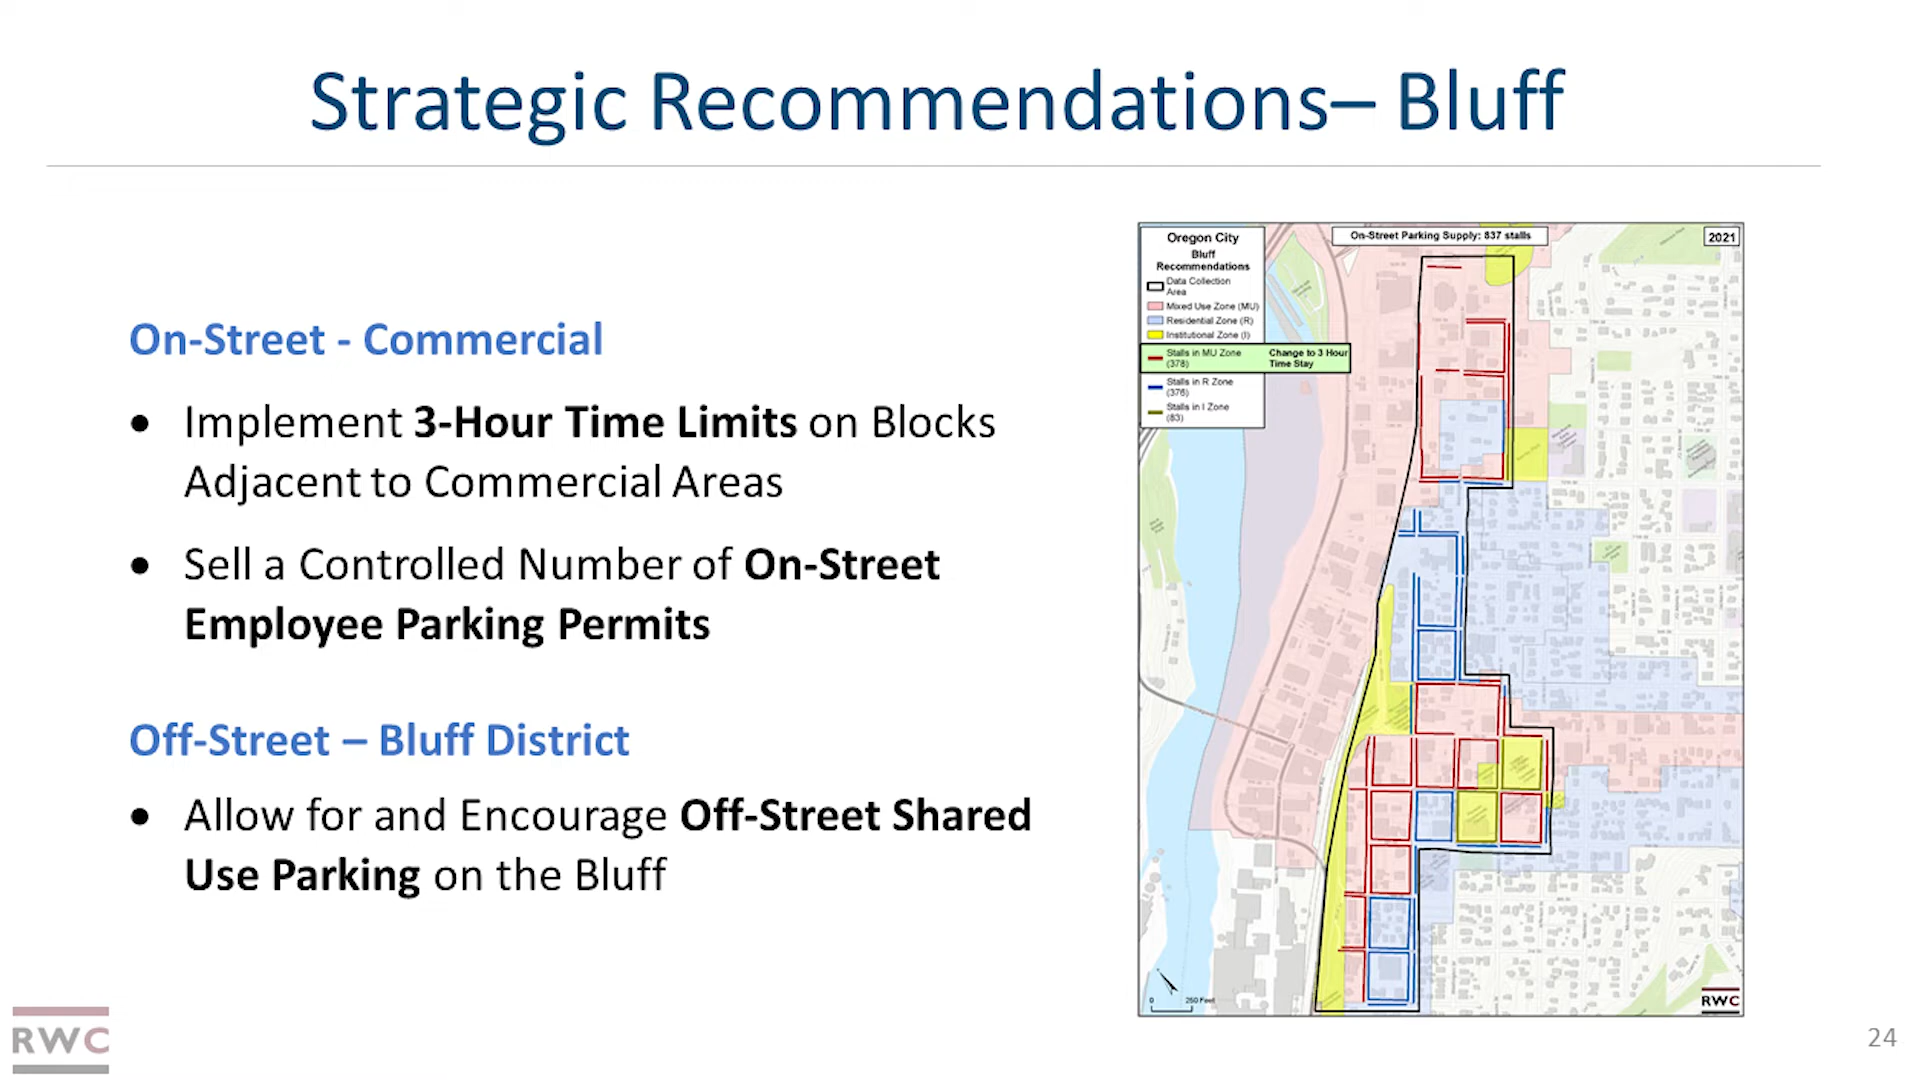 Strategic Recommendations– Bluff
On-Street - Commercial
• Implement 3-Hour Time Limits on Blocks
Adjacent to Commercial Areas
• Sell a Controlled Number of On-Street
Employee Parking Permits
Off-Street – Bluff District
• Allow for and Encourage Off-Street Shared
Use Parking on the Bluff
Oregon City
Bluff
Recommendations
Data Collection
Area
Mixed Use Zone (MU)
Residential Zone (R)
Institutional Zone (I)
Stalls in MU Zone
(378)
Change to 3 Hour
Time Stay
Stalls in R Zone
(376)
Stalls in I Zone
(83)
On-Street Parking Supply: 837 stalls
2021
0 250 Feet
RWC
RWC
24